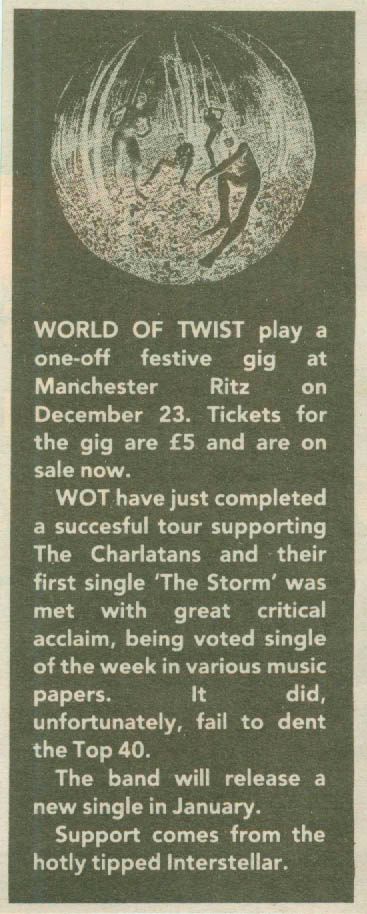 WORLD OF TWIST play a
one-off festive gig at
Manchester Ritz on
December 23. Tickets for
the gig are £5 and are on
sale now.
WOT have just completed
a succesful tour supporting
The Charlatans and their
first single 'The Storm' was
met with great critical
acclaim, being voted single
of the week in various music
papers. It did,
unfortunately, fail to dent
the Top 40.
The band will release a
new single in January.
Support comes from the
hotly tipped Interstellar.